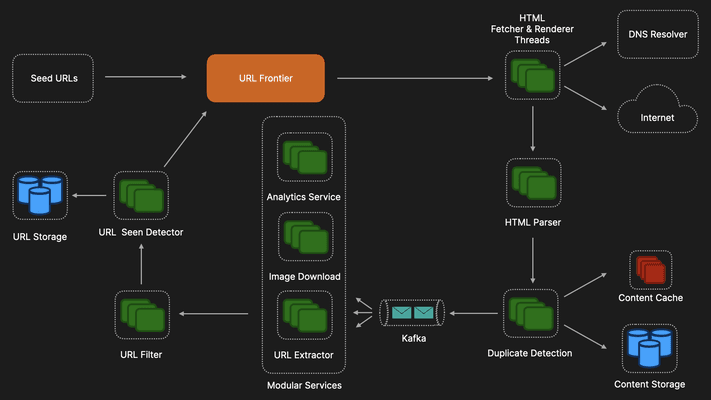 HTML
Fetcher & Renderer
Threads
DNS Resolver
Seed URLs
URL Frontier
Internet
Analytics Service
HTML Parser
URL Storage
URL Seen Detector
Image Download
Content Cache
Kafka
URL Filter
URL Extractor
Duplicate Detection
Modular Services
Content Storage